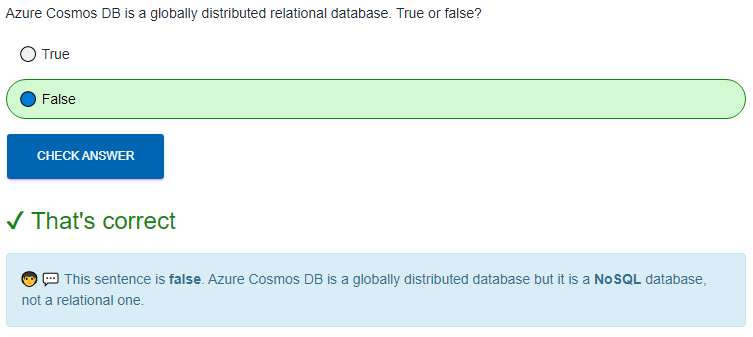 Azure Cosmos DB is a globally distributed relational database. True or false?
True
False
CHECK ANSWER
✓ That's correct
🧒 💬 This sentence is false. Azure Cosmos DB is a globally distributed database but it is a NoSQL database,
not a relational one.